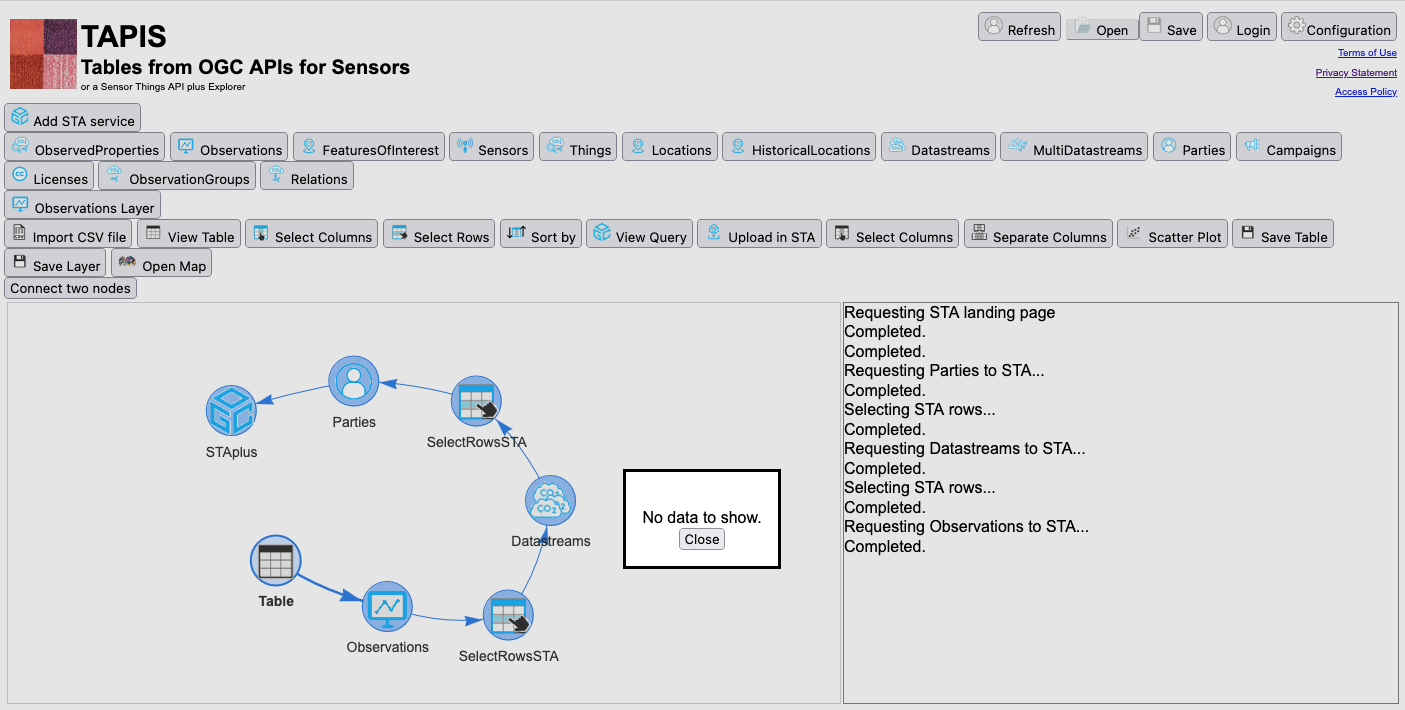 TAPIS
Tables from OGC APIs for Sensors
or a Sensor Things API plus Explorer
Refresh Open Save Login Configuration
Terms of Use
Privacy Statement
Access Policy
Add STA service
ObservedProperties Observations FeaturesOfInterest Sensors Things Locations HistoricalLocations Datastreams MultiDatastreams Parties Campaigns
Licenses ObservationGroups Relations
Observations Layer
Import CSV file View Table Select Columns Select Rows Sort by View Query Upload in STA Select Columns Separate Columns Scatter Plot Save Table
Save Layer Open Map
Connect two nodes
Parties
STAplus
SelectRowsSTA
CO2
CO2
Datastreams
Table
Observations
SelectRowsSTA
No data to show.
Close
Requesting STA landing page
Completed.
Completed.
Requesting Parties to STA...
Completed.
Selecting STA rows...
Completed.
Requesting Datastreams to STA...
Completed.
Selecting STA rows...
Completed.
Requesting Observations to STA...
Completed.